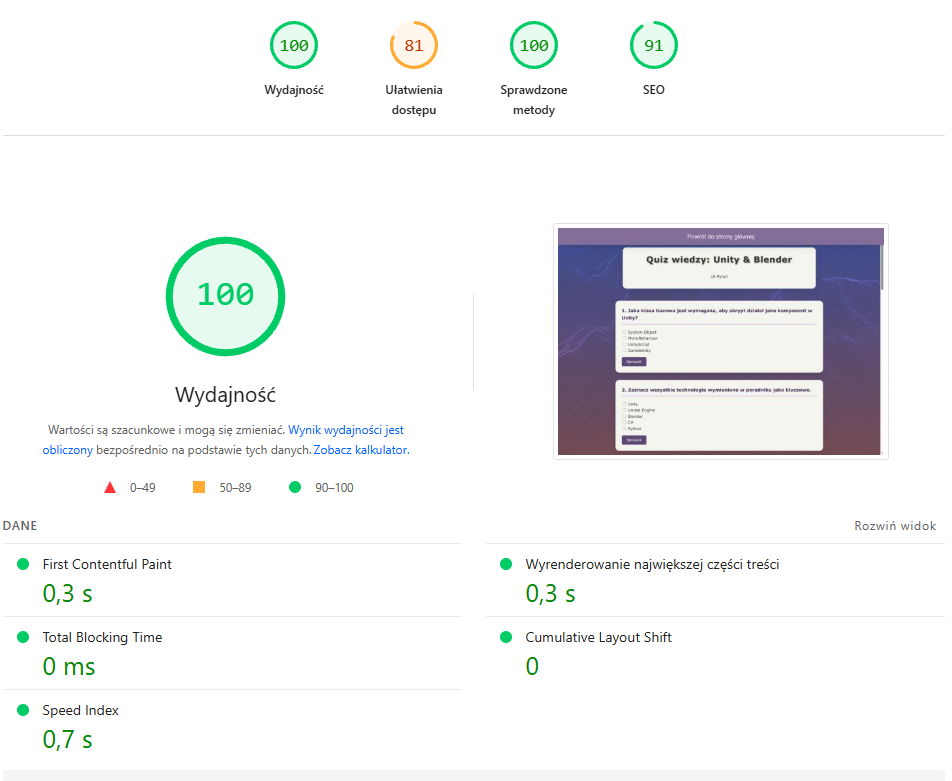 100
81
100
91
Wydajność
Ułatwienia
dostępu
Sprawdzone
metody
SEO
100
Wydajność
Wartości są szacunkowe i mogą się zmieniać. Wynik wydajności jest
obliczony bezpośrednio na podstawie tych danych. Zobacz kalkulator.
0–49
50–89
90–100
Powrót do strony głównej
Quiz wiedzy: Unity & Blender
1. Jaka klasa bazowa jest wymagana, aby skrypt działał jako komponent w
Unity?
System.Object
MonoBehaviour
UnityScript
GameEntity
Sprawdź
2. Zaznacz wszystkie technologie wymienione w poradniku jako kluczowe.
Unity
Unreal Engine
Blender
C#
Python
Sprawdź
DANE
Rozwiń widok
First Contentful Paint
0,3 s
Wyrenderowanie największej części treści
0,3 s
Total Blocking Time
0 ms
Cumulative Layout Shift
0
Speed Index
0,7 s